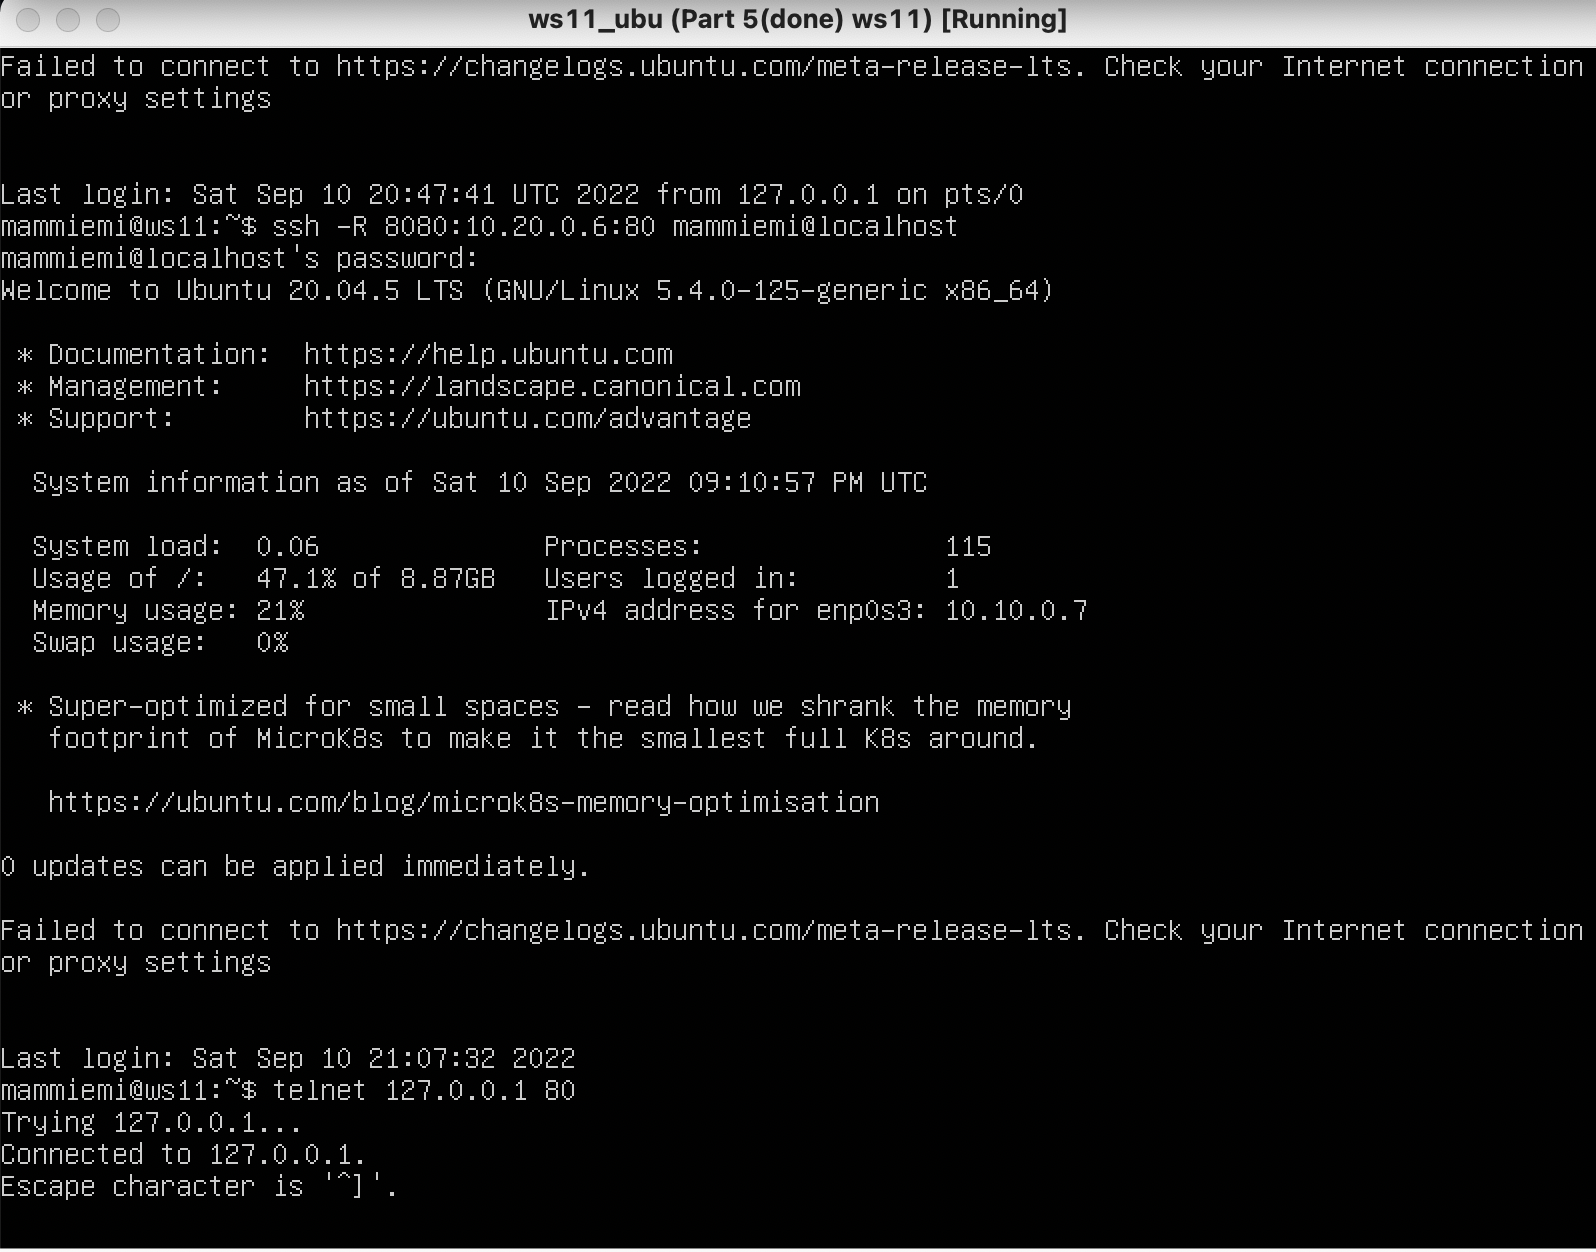 ws11_ubu (Part 5(done) ws11) [Running]
Failed to connect to https://changelogs.ubuntu.com/meta-release-lts. Check your Internet connection
or proxy settings
Last login: Sat Sep 10 20:47:41 UTC 2022 from 127.0.0.1 on pts/0
mammiemi@ws11:~$ ssh -R 8080:10.20.0.6:80 mammiemi@localhost
mammiemi@localhost's password:
Welcome to Ubuntu 20.04.5 LTS (GNU/Linux 5.4.0-125-generic x86_64)
* Documentation:  https://help.ubuntu.com
* Management:     https://landscape.canonical.com
* Support:        https://ubuntu.com/advantage
System information as of Sat 10 Sep 2022 09:10:57 PM UTC
System load:  0.06              Processes:               115
Usage of /:   47.1% of 8.87GB   Users logged in:         1
Memory usage: 21%               IPv4 address for enp0s3: 10.10.0.7
Swap usage:   0%
* Super-optimized for small spaces - read how we shrank the memory
footprint of MicroK8s to make it the smallest full K8s around.
https://ubuntu.com/blog/microk8s-memory-optimisation
0 updates can be applied immediately.
Failed to connect to https://changelogs.ubuntu.com/meta-release-lts. Check your Internet connection
or proxy settings
Last login: Sat Sep 10 21:07:32 2022
mammiemi@ws11:~$ telnet 127.0.0.1 80
Trying 127.0.0.1...
Connected to 127.0.0.1.
Escape character is '^]'.